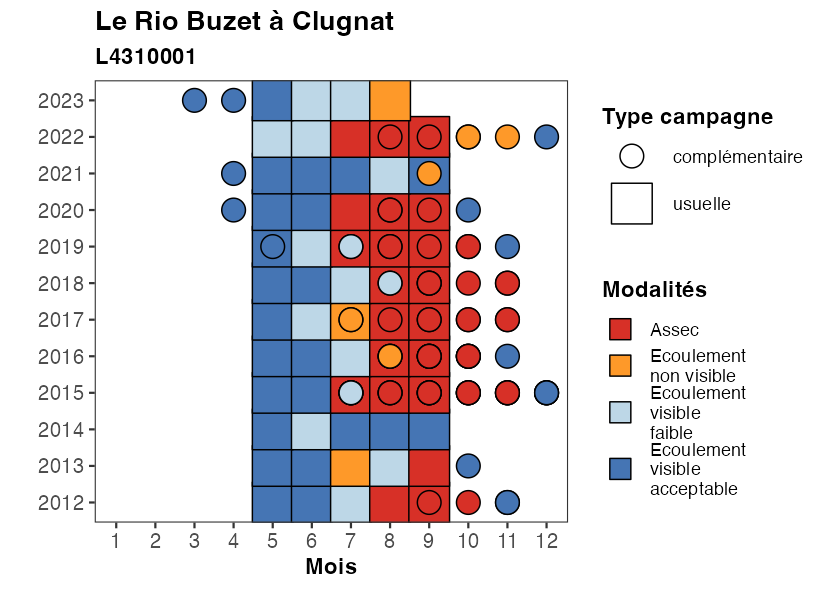 Le Rio Buzet à Clugnat
L4310001
2023
2022
2021
2020
2019
2018
2017
2016
2015
2014
2013
2012
1 2 3 4 5 6 7 8 9 10 11 12
Mois
Type campagne
complémentaire
usuelle
Modalités
Assec
Ecoulement
non visible
Ecoulement
visible
faible
Ecoulement
visible
acceptable